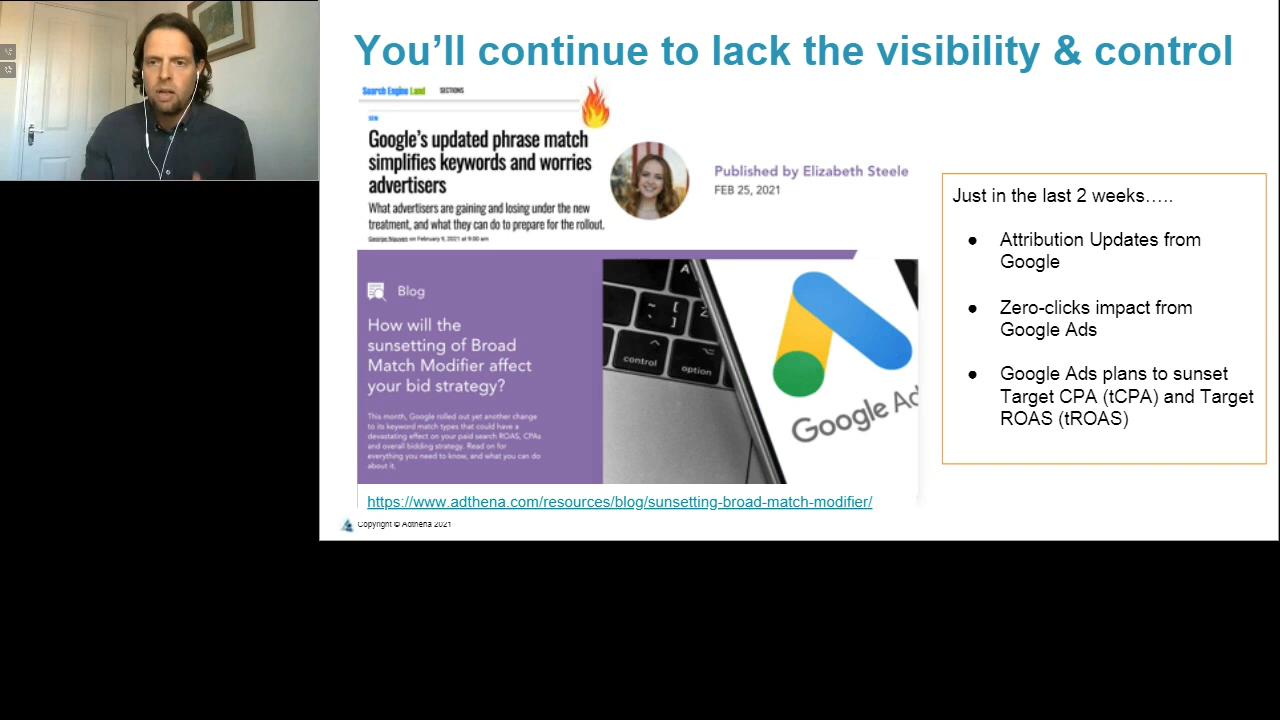 You'll continue to lack the visibility & control
Search Engine Land
SECTIONS
SEM
Google's updated phrase match
simplifies keywords and worries
advertisers
What advertisers are gaining and losing under the new
treatment, and what they can do to prepare for the rollout.
George Nguyen on February 9, 2021 at 9:00 am
Published by Elizabeth Steele
FEB 25, 2021
Blog
How will the
sunsetting of Broad
Match Modifier affect
your bid strategy?
This month, Google rolled out yet another change
to its keyword match types that could have a
devastating effect on your paid search ROAS, CPAs
and overall bidding strategy. Read on for
everything you need to know, and what you can do
about it.
A
~ [
` ]
Z
control
option
Google Ad
https://www.adthena.com/resources/blog/sunsetting-broad-match-modifier/
Copyright © Adthena 2021
Just in the last 2 weeks…..
● Attribution Updates from
Google
● Zero-clicks impact from
Google Ads
● Google Ads plans to sunset
Target CPA (tCPA) and Target
ROAS (tROAS)